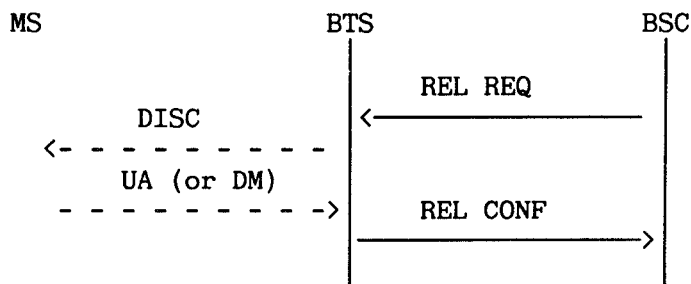 MS BTS BSC
REL REQ
DISC
UA (or DM)
REL CONF